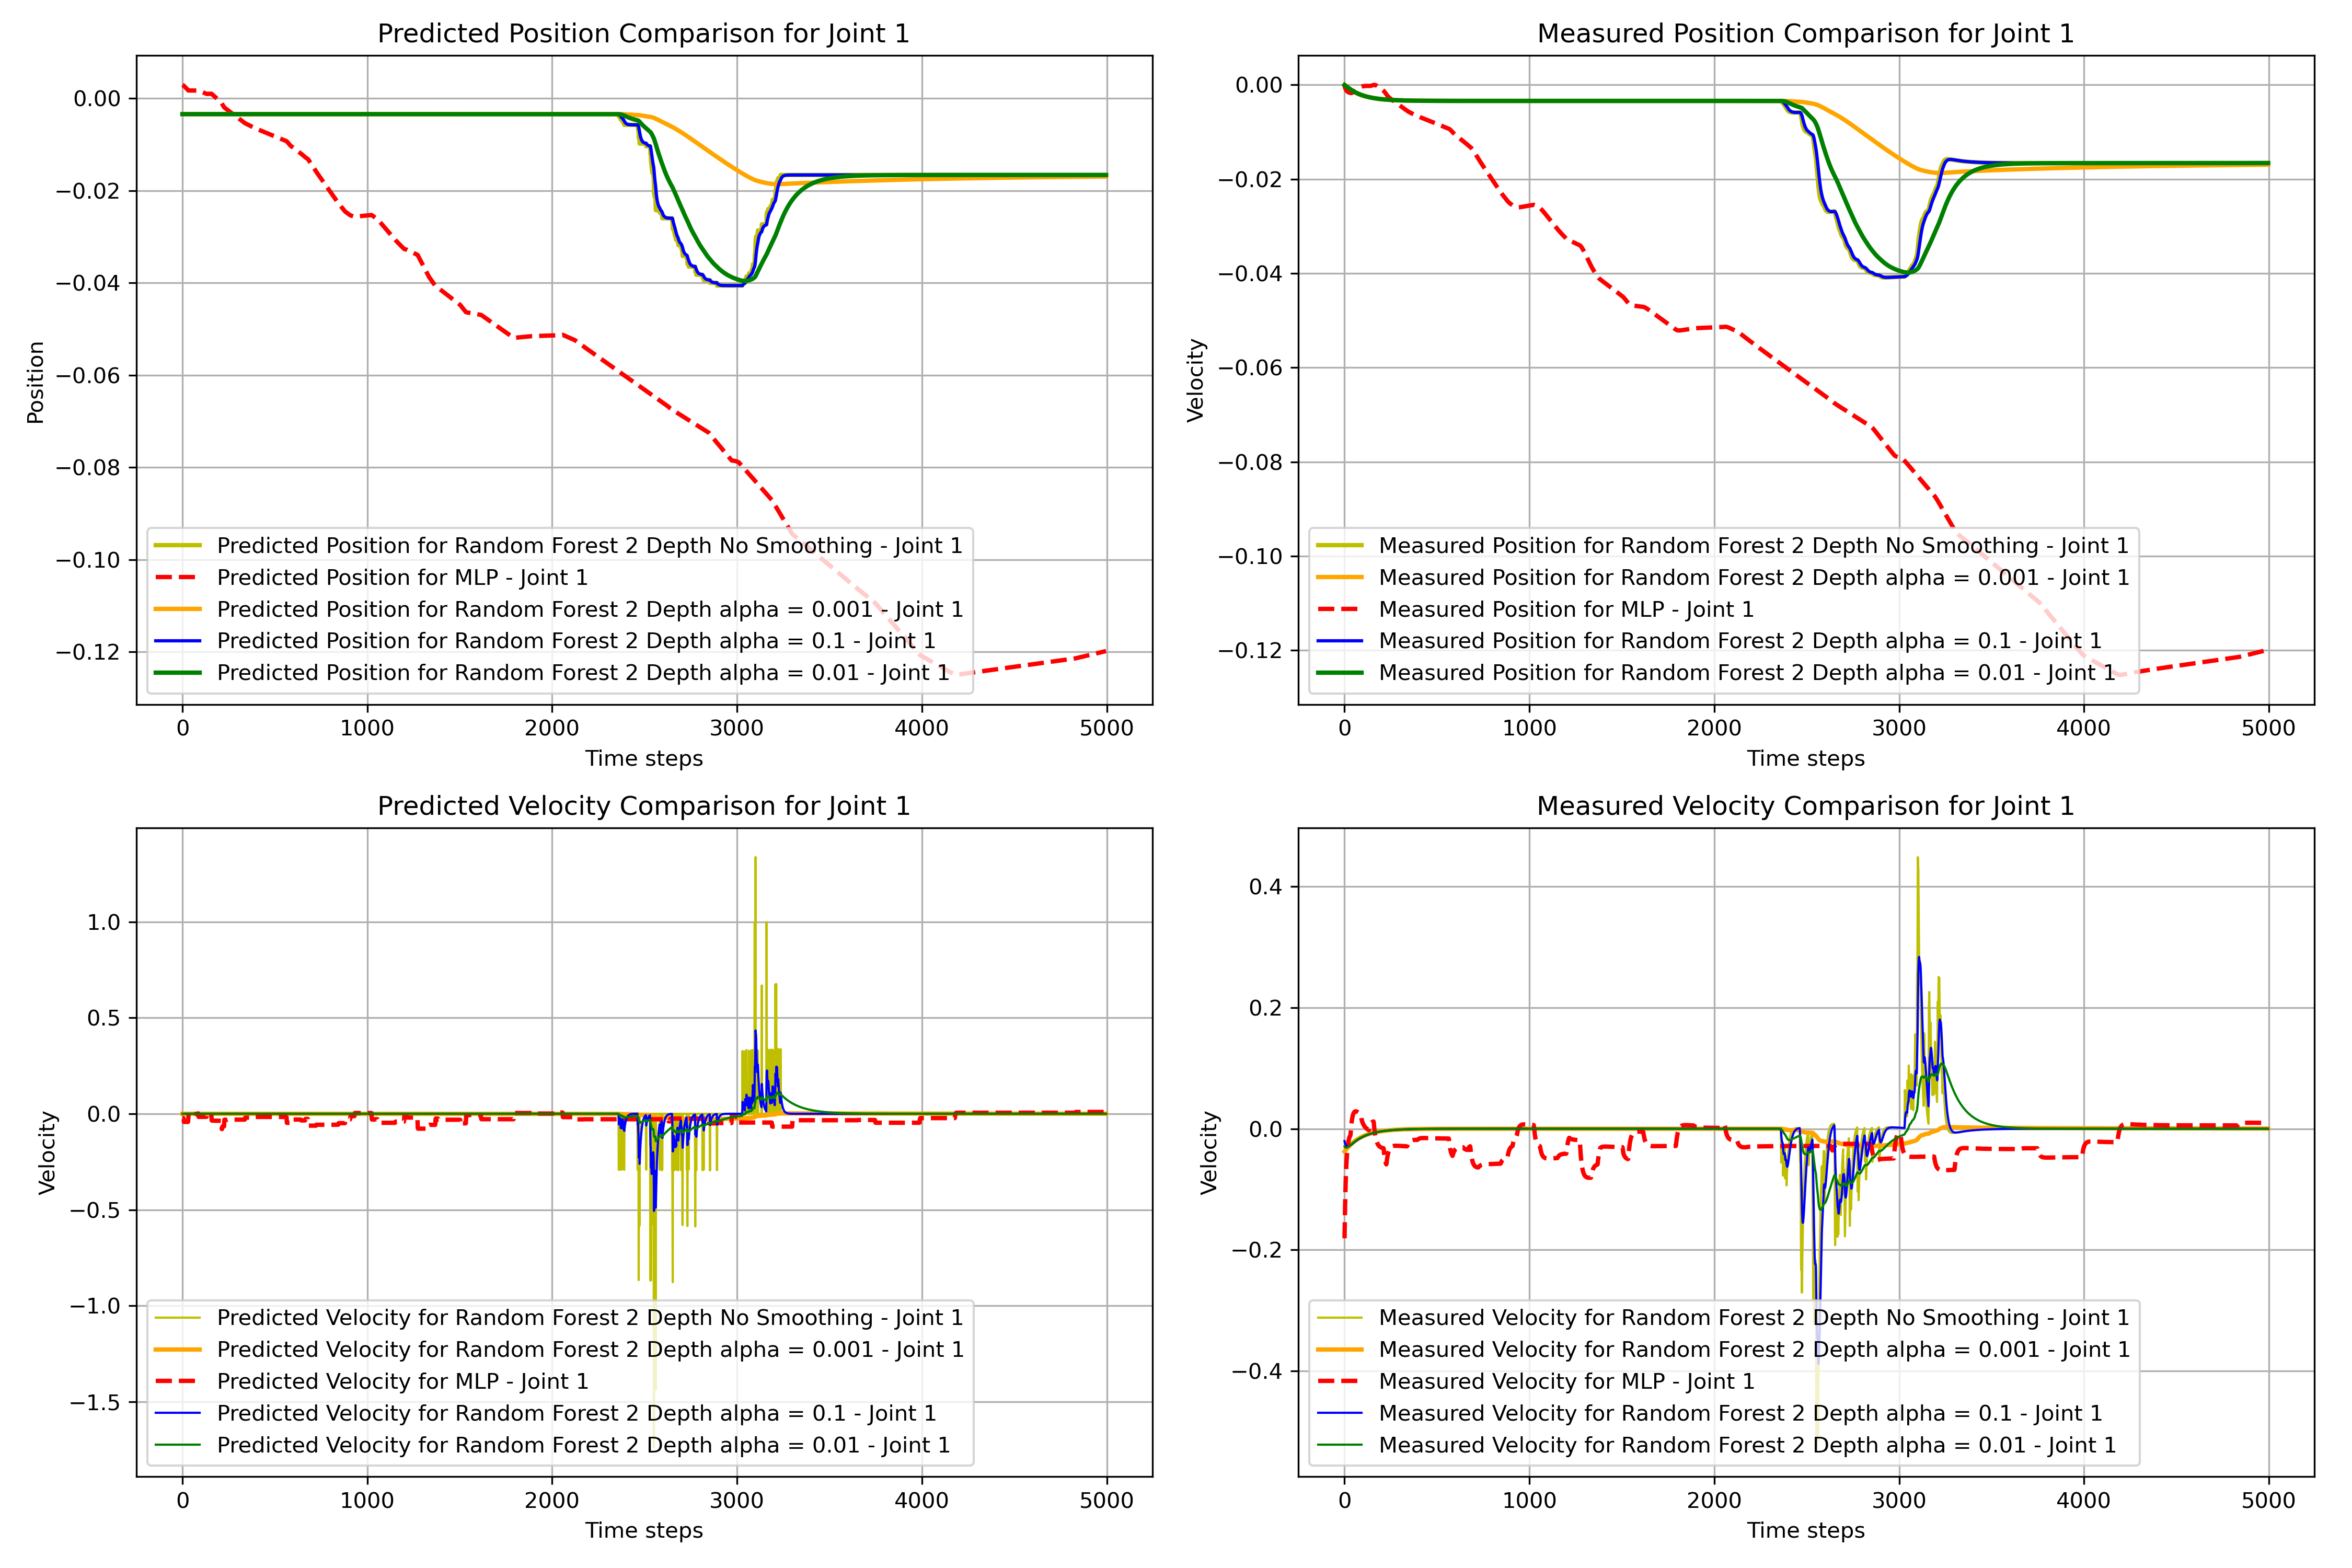 Predicted Position Comparison for Joint 1
0.00
−0.02
−0.04
−0.06
−0.08
−0.10
−0.12
Position
Predicted Position for Random Forest 2 Depth No Smoothing - Joint 1
Predicted Position for MLP - Joint 1
Predicted Position for Random Forest 2 Depth alpha = 0.001 - Joint 1
Predicted Position for Random Forest 2 Depth alpha = 0.1 - Joint 1
Predicted Position for Random Forest 2 Depth alpha = 0.01 - Joint 1
0 1000 2000 3000 4000 5000
Time steps
Measured Position Comparison for Joint 1
0.00
−0.02
−0.04
−0.06
−0.08
−0.10
−0.12
Velocity
Measured Position for Random Forest 2 Depth No Smoothing - Joint 1
Measured Position for Random Forest 2 Depth alpha = 0.001 - Joint 1
Measured Position for MLP - Joint 1
Measured Position for Random Forest 2 Depth alpha = 0.1 - Joint 1
Measured Position for Random Forest 2 Depth alpha = 0.01 - Joint 1
0 1000 2000 3000 4000 5000
Time steps
Predicted Velocity Comparison for Joint 1
1.0
0.5
0.0
−0.5
−1.0
−1.5
Velocity
Predicted Velocity for Random Forest 2 Depth No Smoothing - Joint 1
Predicted Velocity for Random Forest 2 Depth alpha = 0.001 - Joint 1
Predicted Velocity for MLP - Joint 1
Predicted Velocity for Random Forest 2 Depth alpha = 0.1 - Joint 1
Predicted Velocity for Random Forest 2 Depth alpha = 0.01 - Joint 1
0 1000 2000 3000 4000 5000
Time steps
Measured Velocity Comparison for Joint 1
0.4
0.2
0.0
−0.2
−0.4
Velocity
Measured Velocity for Random Forest 2 Depth No Smoothing - Joint 1
Measured Velocity for Random Forest 2 Depth alpha = 0.001 - Joint 1
Measured Velocity for MLP - Joint 1
Measured Velocity for Random Forest 2 Depth alpha = 0.1 - Joint 1
Measured Velocity for Random Forest 2 Depth alpha = 0.01 - Joint 1
0 1000 2000 3000 4000 5000
Time steps